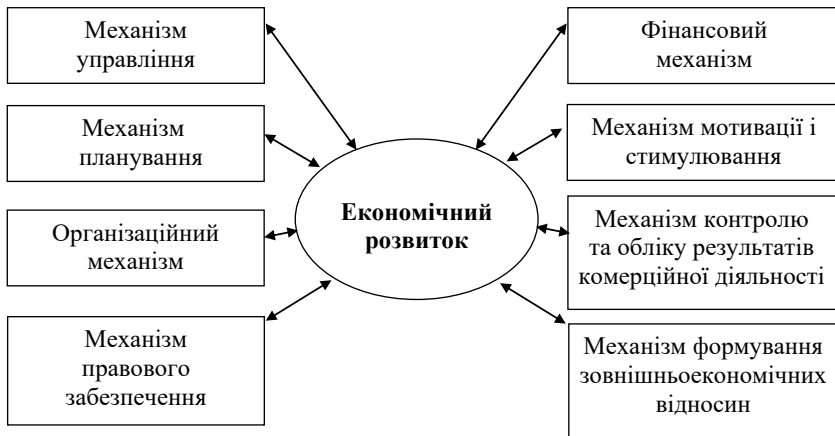 Механізм
управління
Механізм
планування
Організаційний
механізм
Механізм
правового
забезпечення
Економічний
розвиток
Фінансовий
механізм
Механізм мотивації і
стимулювання
Механізм контролю
та обліку результатів
комерційної діяльності
Механізм формування
зовнішньоекономічних
відносин